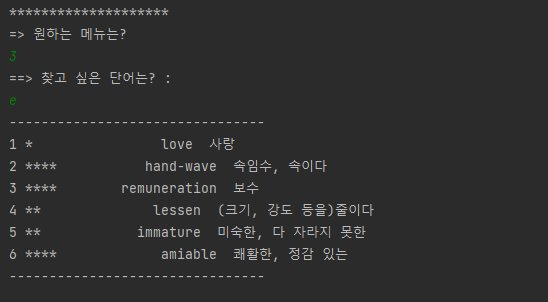 ********************
=> 원하는 메뉴는?
3
==> 찾고 싶은 단어는? :
e
--------------------------------
1 * love 사랑
2 **** hand-wave 속임수, 속이다
3 **** remuneration 보수
4 ** lessen (크기, 강도 등을)줄이다
5 ** immature 미숙한, 다 자라지 못한
6 **** amiable 쾌활한, 정감 있는
--------------------------------